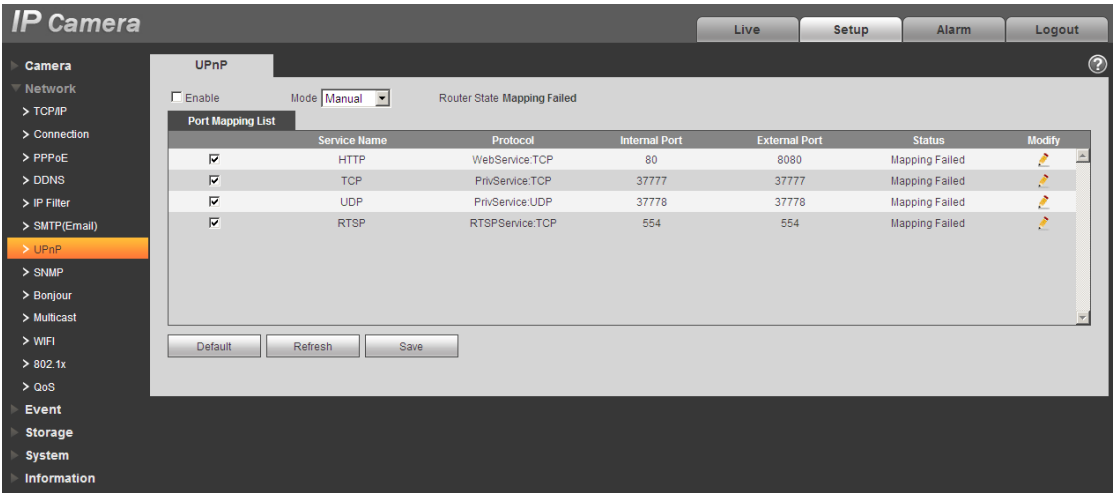 IP Camera
Live Setup Alarm Logout
Camera
Network
> TCP/IP
> Connection
> PPPoE
> DDNS
> IP Filter
> SMTP(Email)
> UPnP
> SNMP
> Bonjour
> Multicast
> WIFI
> 802.1x
> QoS
Event
Storage
System
Information
UPnP ?
Enable Mode Manual Router State Mapping Failed
Port Mapping List
Service Name Protocol Internal Port External Port Status Modify
HTTP WebService:TCP 80 8080 Mapping Failed
TCP PrivService:TCP 37777 37777 Mapping Failed
UDP PrivService:UDP 37778 37778 Mapping Failed
RTSP RTSPService:TCP 554 554 Mapping Failed
Default Refresh Save